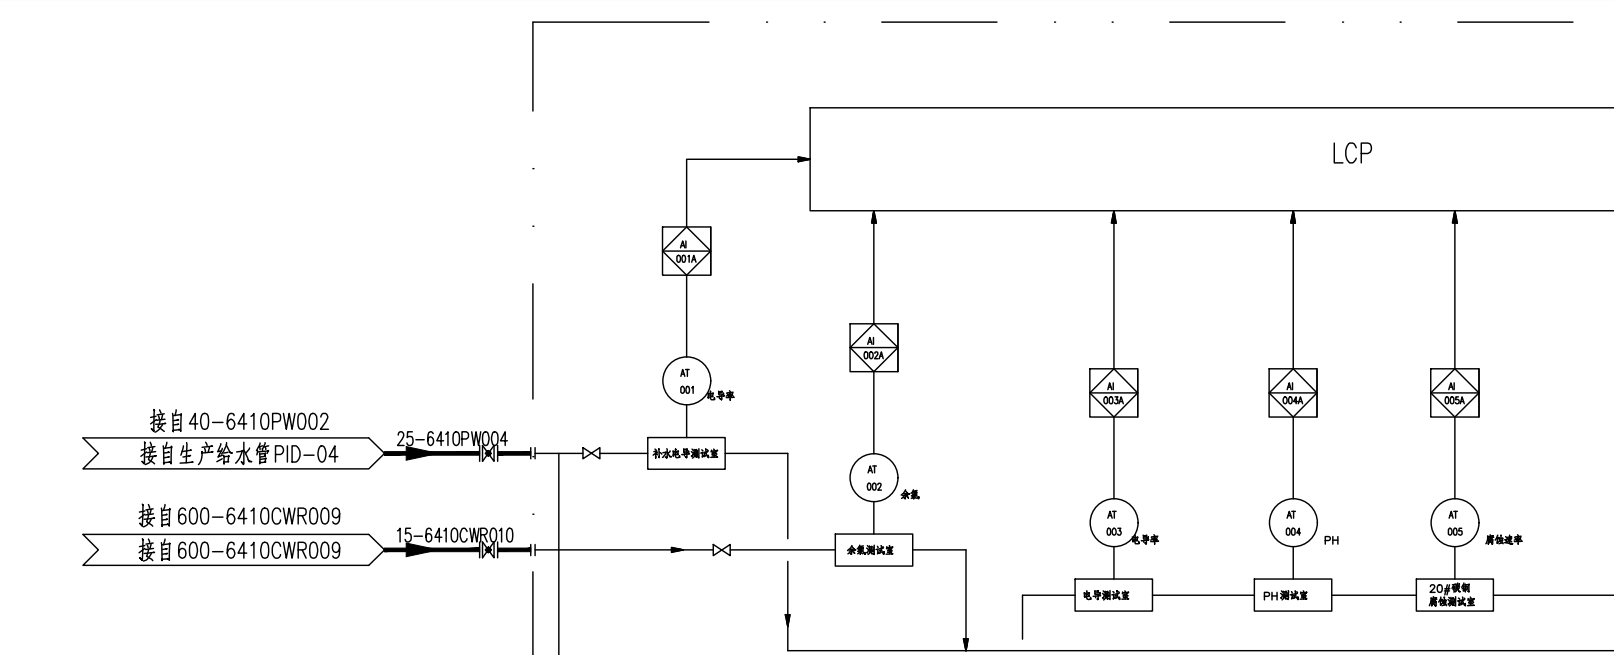 LCP
AI
001A
AT
001
电导率
AI
002A
AT
002
余氯
AI
003A
AT
003
电导率
AI
004A
AT
004
PH
AI
005A
AT
005
腐蚀速率
接自40-6410PW002
接自生产给水管PID-04
25-6410PW004
补水电导测试室
接自600-6410CWR009
接自600-6410CWR009
15-6410CWR010
余氯测试室
电导测试室
PH测试室
20#碳钢
腐蚀测试室